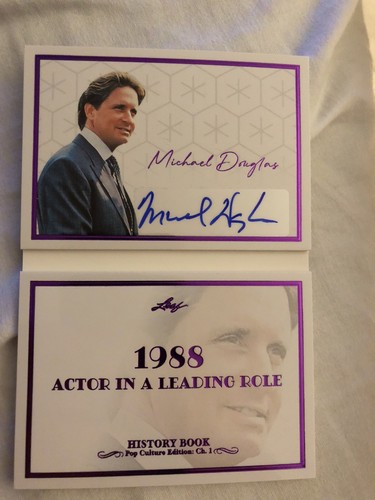 Michael Douglas
Leaf
1988
ACTOR IN A LEADING ROLE
HISTORY BOOK
Pop Culture Edition: Ch. 1